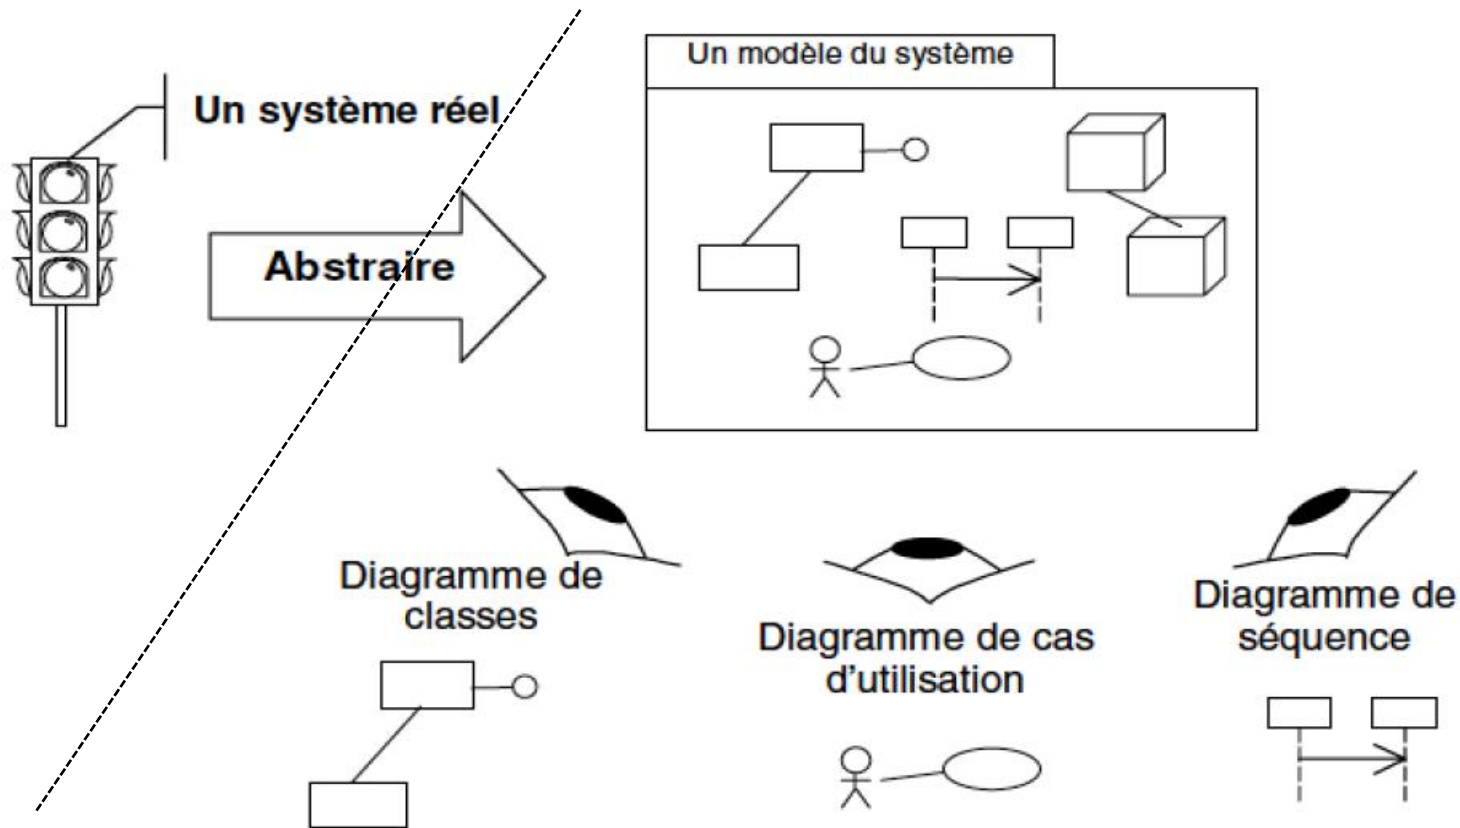 Un modèle du système
Un système réel
Abstraire
Diagramme de
classes
Diagramme de cas
d'utilisation
Diagramme de
séquence